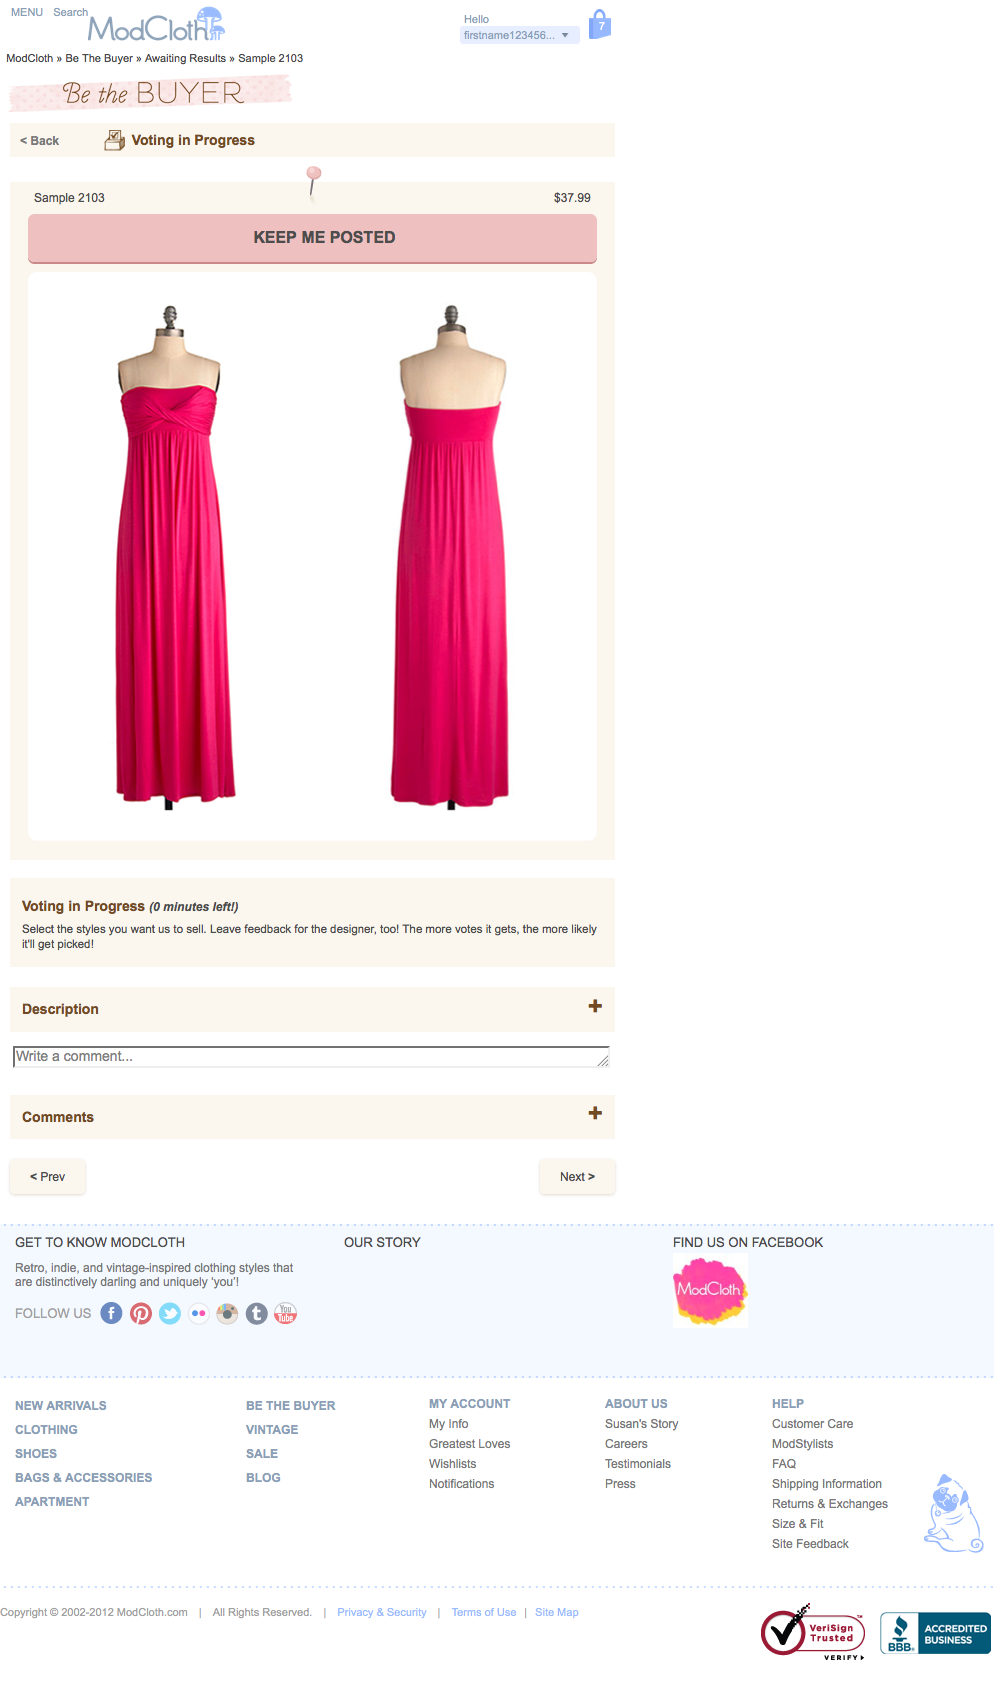 MENU Search
ModCloth
Hello
firstname123456...
7
ModCloth » Be The Buyer » Awaiting Results » Sample 2103
Be the BUYER
< Back
Voting in Progress
Sample 2103
$37.99
KEEP ME POSTED
Voting in Progress (0 minutes left!)
Select the styles you want us to sell. Leave feedback for the designer, too! The more votes it gets, the more likely
it'll get picked!
Description
Write a comment...
Comments
< Prev
Next >
GET TO KNOW MODCLOTH
Retro, indie, and vintage-inspired clothing styles that
are distinctively darling and uniquely 'you'!
FOLLOW US
f
t
You
Tube
OUR STORY
FIND US ON FACEBOOK
ModCloth
NEW ARRIVALS
CLOTHING
SHOES
BAGS & ACCESSORIES
APARTMENT
BE THE BUYER
VINTAGE
SALE
BLOG
MY ACCOUNT
My Info
Greatest Loves
Wishlists
Notifications
ABOUT US
Susan's Story
Careers
Testimonials
Press
HELP
Customer Care
ModStylists
FAQ
Shipping Information
Returns & Exchanges
Size & Fit
Site Feedback
Copyright © 2002-2012 ModCloth.com | All Rights Reserved. | Privacy & Security | Terms of Use | Site Map
VeriSign
Trusted
VERIFY
BBB.
ACCREDITED
BUSINESS